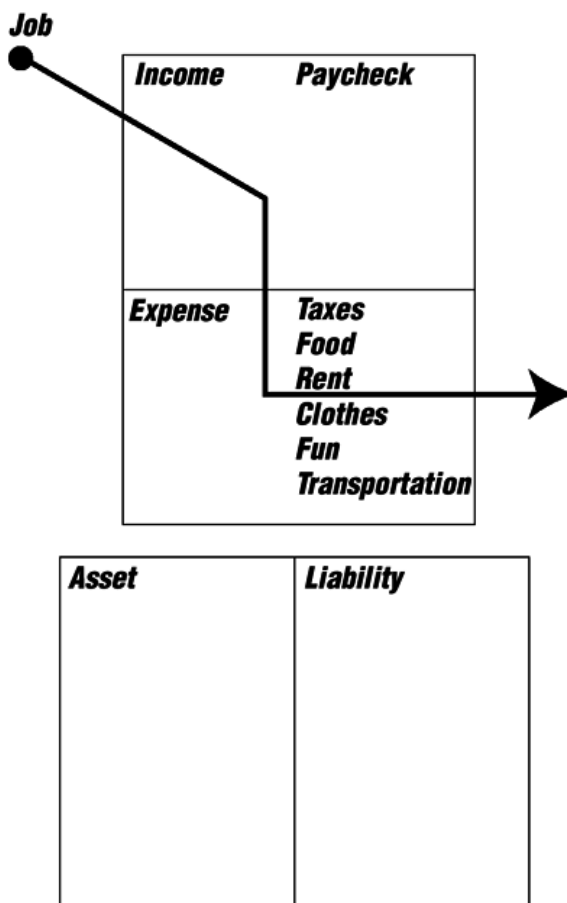 Job
Income Paycheck
Expense Taxes
Food
Rent
Clothes
Fun
Transportation
Asset Liability